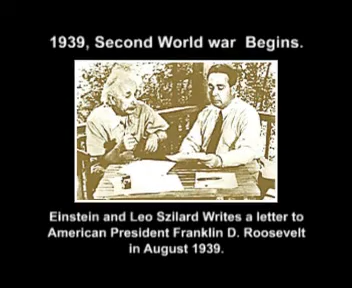 1939, Second World war Begins.
Einstein and Leo Szilard Writes a letter to
American President Franklin D. Roosevelt
in August 1939.